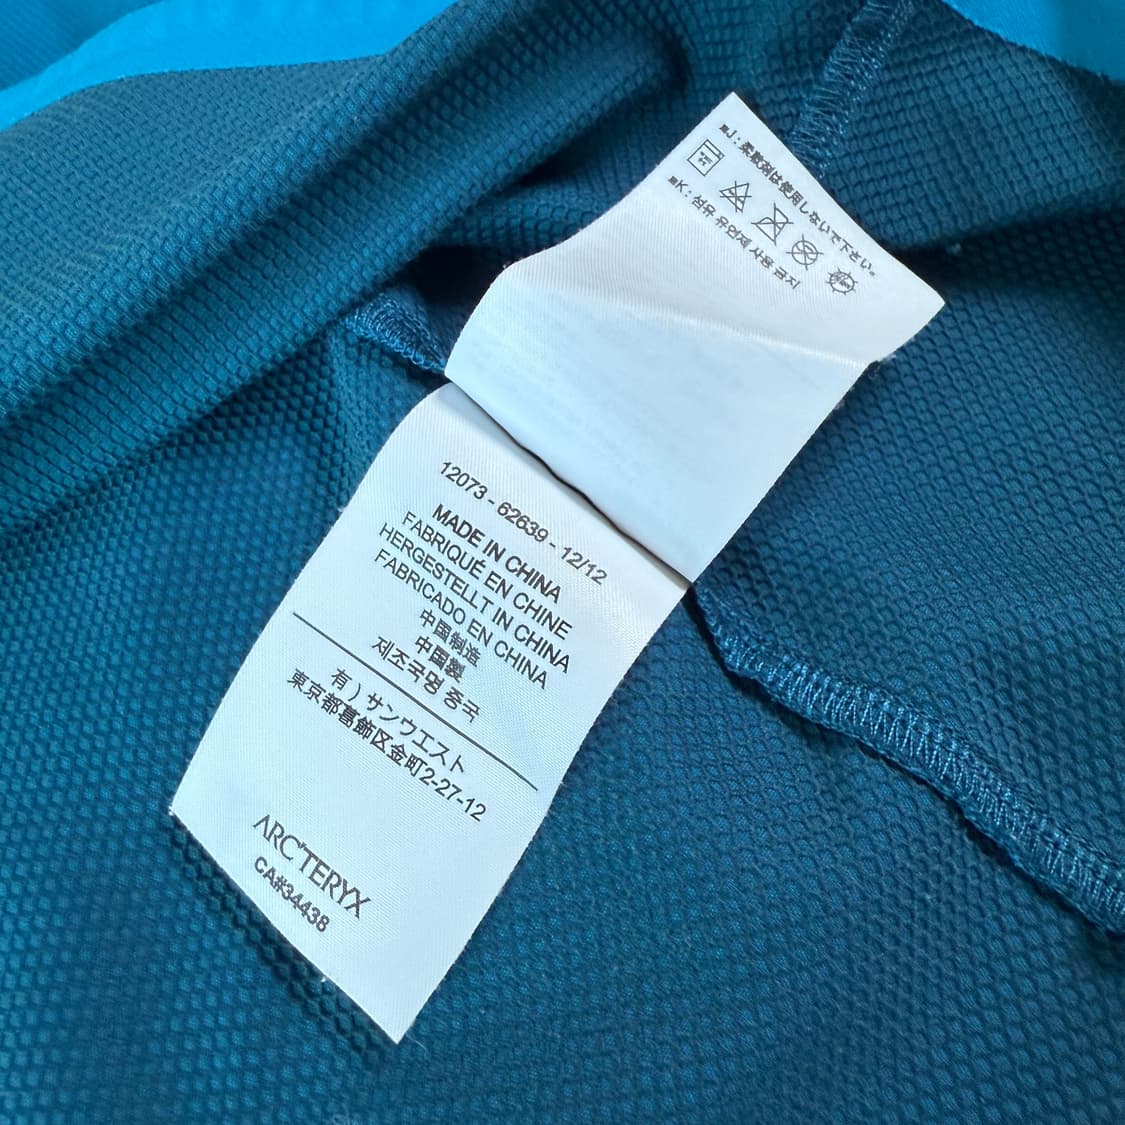 ■J：柔軟剤は使用しないで下さい。
■K：섬유 유연제 사용 금지
12073 - 62639 - 12/12
MADE IN CHINA
FABRIQUÉ EN CHINE
HERGESTELLT IN CHINA
FABRICADO EN CHINA
中国制造
中国製
제조국명 중국
有）サンウエスト
東京都葛飾区金町2-27-12
ARC'TERYX
CA#34438